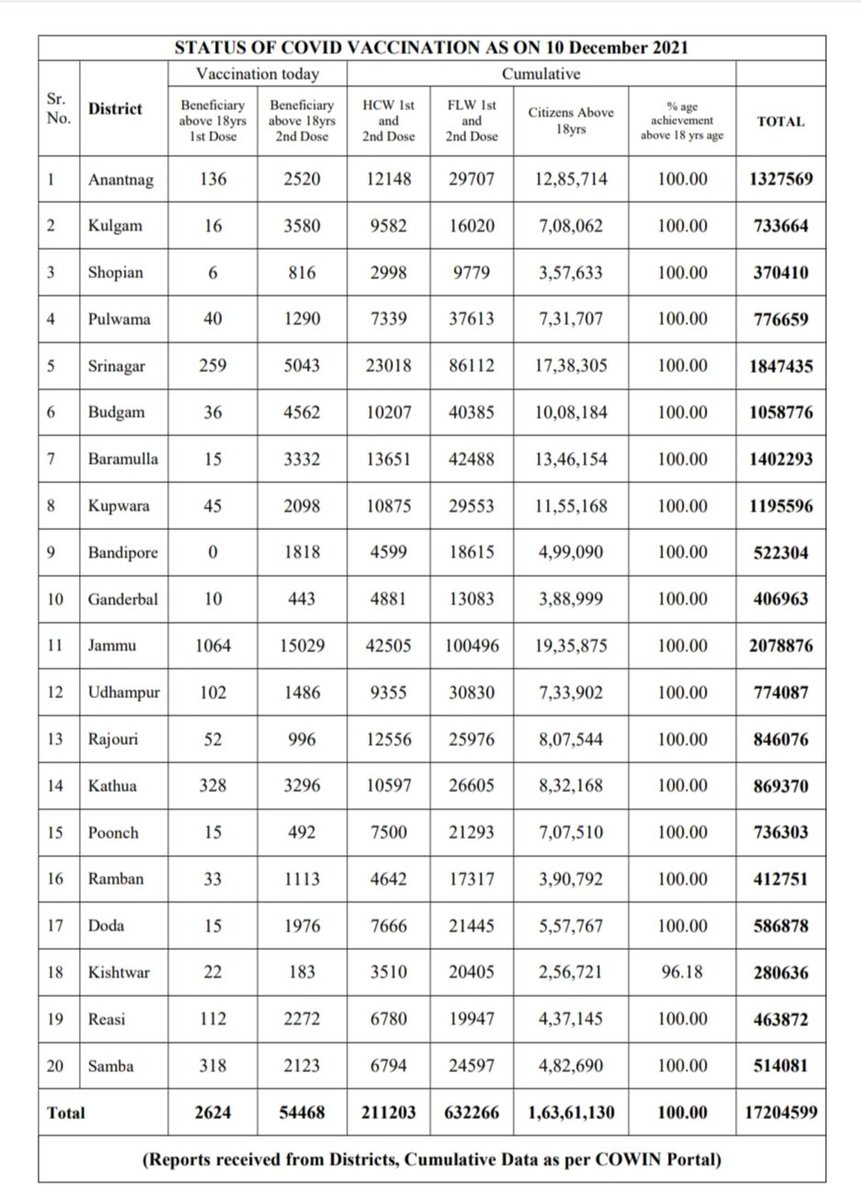 STATUS OF COVID VACCINATION AS ON 10 December 2021
Sr. No. District Vaccination today Cumulative
Beneficiary above 18yrs 1st Dose Beneficiary above 18yrs 2nd Dose HCW 1st and 2nd Dose FLW 1st and 2nd Dose Citizens Above 18yrs % age achievement above 18 yrs age TOTAL
1 Anantnag 136 2520 12148 29707 12,85,714 100.00 1327569
2 Kulgam 16 3580 9582 16020 7,08,062 100.00 733664
3 Shopian 6 816 2998 9779 3,57,633 100.00 370410
4 Pulwama 40 1290 7339 37613 7,31,707 100.00 776659
5 Srinagar 259 5043 23018 86112 17,38,305 100.00 1847435
6 Budgam 36 4562 10207 40385 10,08,184 100.00 1058776
7 Baramulla 15 3332 13651 42488 13,46,154 100.00 1402293
8 Kupwara 45 2098 10875 29553 11,55,168 100.00 1195596
9 Bandipore 0 1818 4599 18615 4,99,090 100.00 522304
10 Ganderbal 10 443 4881 13083 3,88,999 100.00 406963
11 Jammu 1064 15029 42505 100496 19,35,875 100.00 2078876
12 Udhampur 102 1486 9355 30830 7,33,902 100.00 774087
13 Rajouri 52 996 12556 25976 8,07,544 100.00 846076
14 Kathua 328 3296 10597 26605 8,32,168 100.00 869370
15 Poonch 15 492 7500 21293 7,07,510 100.00 736303
16 Ramban 33 1113 4642 17317 3,90,792 100.00 412751
17 Doda 15 1976 7666 21445 5,57,767 100.00 586878
18 Kishtwar 22 183 3510 20405 2,56,721 96.18 280636
19 Reasi 112 2272 6780 19947 4,37,145 100.00 463872
20 Samba 318 2123 6794 24597 4,82,690 100.00 514081
Total 2624 54468 211203 632266 1,63,61,130 100.00 17204599
(Reports received from Districts, Cumulative Data as per COWIN Portal)